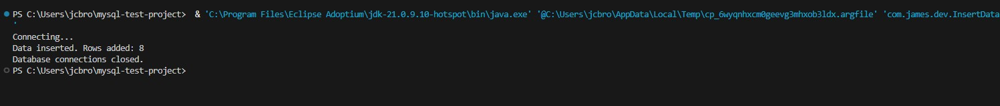 PS C:\Users\jcbro\mysql-test-project>  & 'C:\Program Files\Eclipse Adoptium\jdk-21.0.9.10-hotspot\bin\java.exe' '@C:\Users\jcbro\AppData\Local\Temp\cp_6wyqnhxcm0geevg3mhxob3ldx.argfile' 'com.james.dev.InsertData
'
Connecting...
Data inserted. Rows added: 8
Database connections closed.
PS C:\Users\jcbro\mysql-test-project>